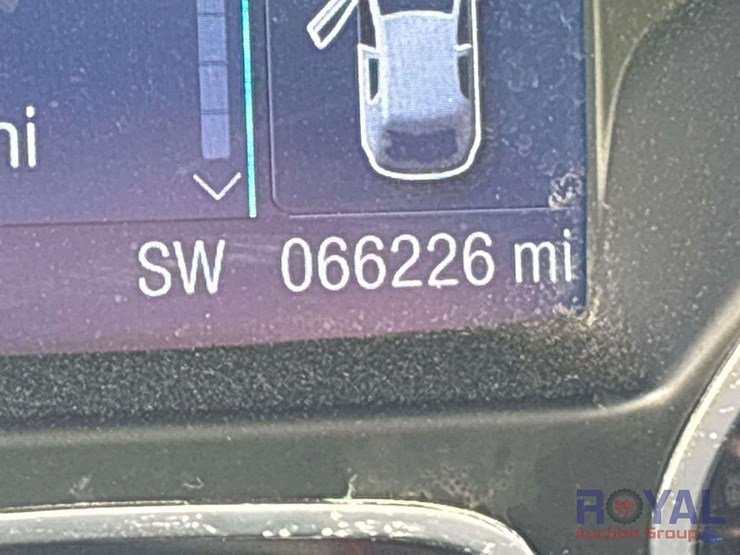 mi
SW 066226 mi
ROYAL
Auction Group